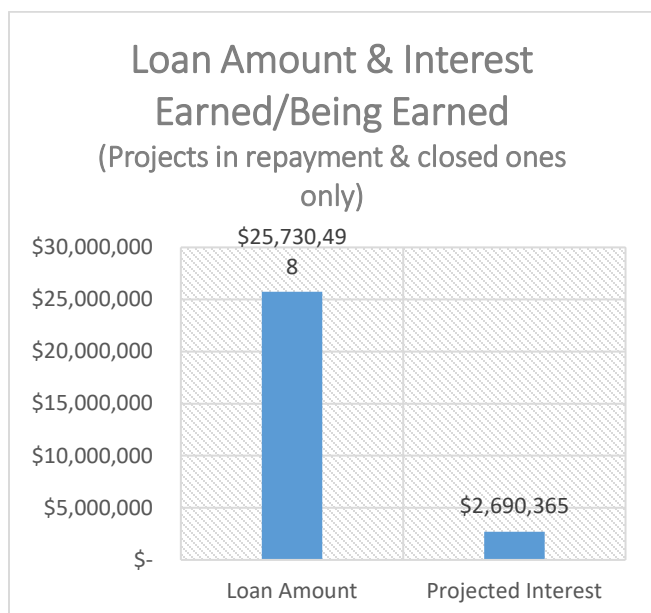 Loan Amount & Interest
Earned/Being Earned
(Projects in repayment & closed ones
only)
$25,730,49
8
$30,000,000
$25,000,000
$20,000,000
$15,000,000
$10,000,000
$5,000,000
$-
$2,690,365
Loan Amount
Projected Interest